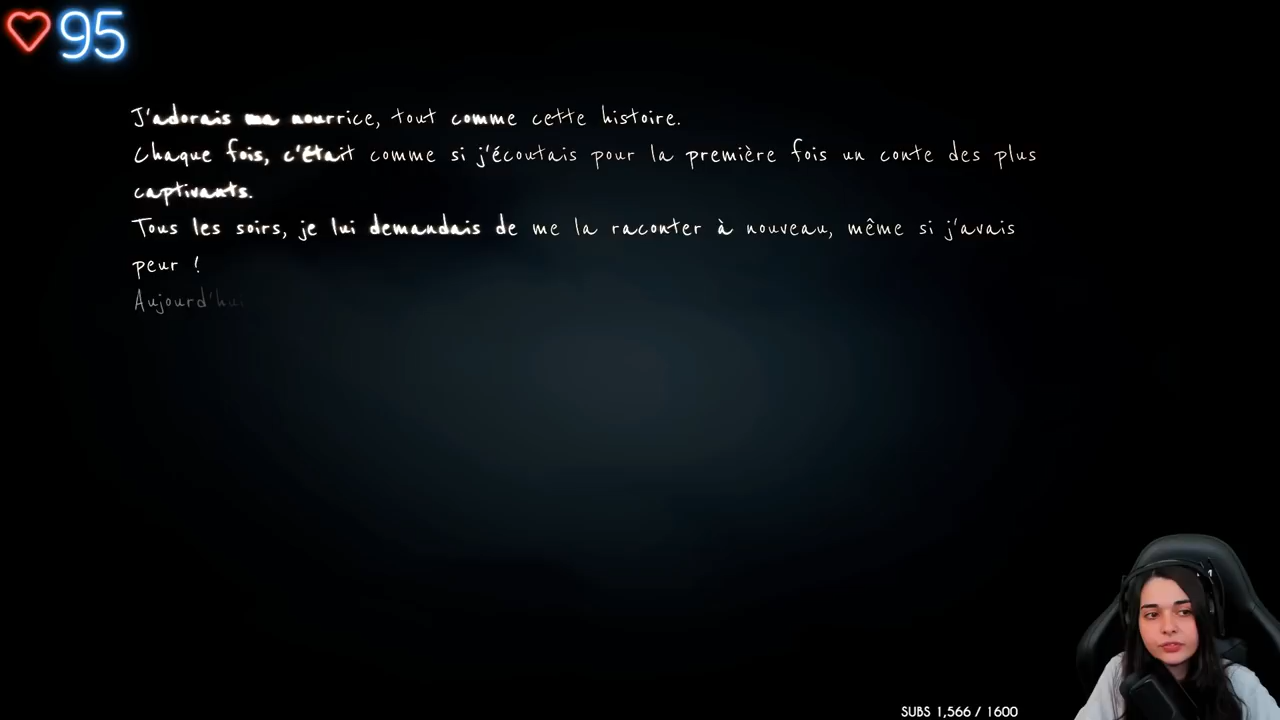 95
J'adorais ma nourrice, tout comme cette histoire.
Chaque fois, c'était comme si j'écoutais pour la première fois un conte des plus
captivants.
Tous les soirs, je lui demandais de me la raconter à nouveau, même si j'avais
peur !
Aujourd'hui
SUBS 1,566 / 1600